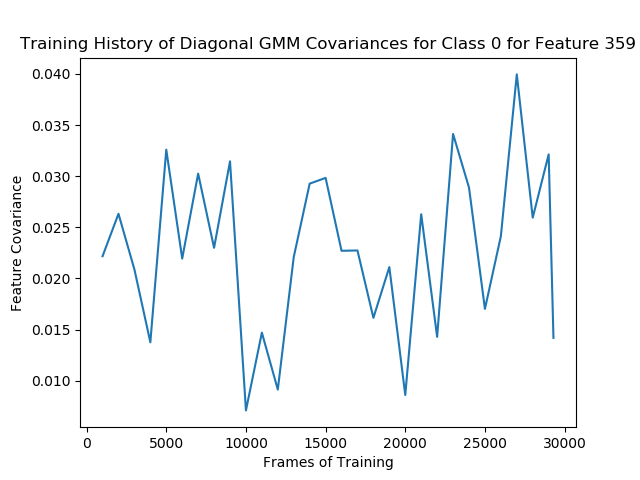 Training History of Diagonal GMM Covariances for Class 0 for Feature 359
0.040
0.035
0.030
0.025
0.020
0.015
0.010
Feature Covariance
0 5000 10000 15000 20000 25000 30000
Frames of Training